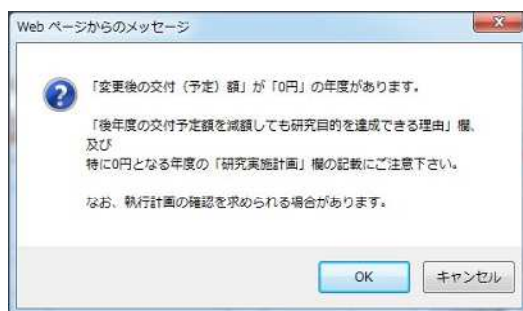 Web ページからのメッセージ
「変更後の交付（予定）額」が「0円」の年度があります。
「後年度の交付予定額を減額しても研究目的を達成できる理由」欄、
及び
特に0円となる年度の「研究実施計画」欄の記載にご注意下さい。
なお、執行計画の確認を求められる場合があります。
OK
キャンセル